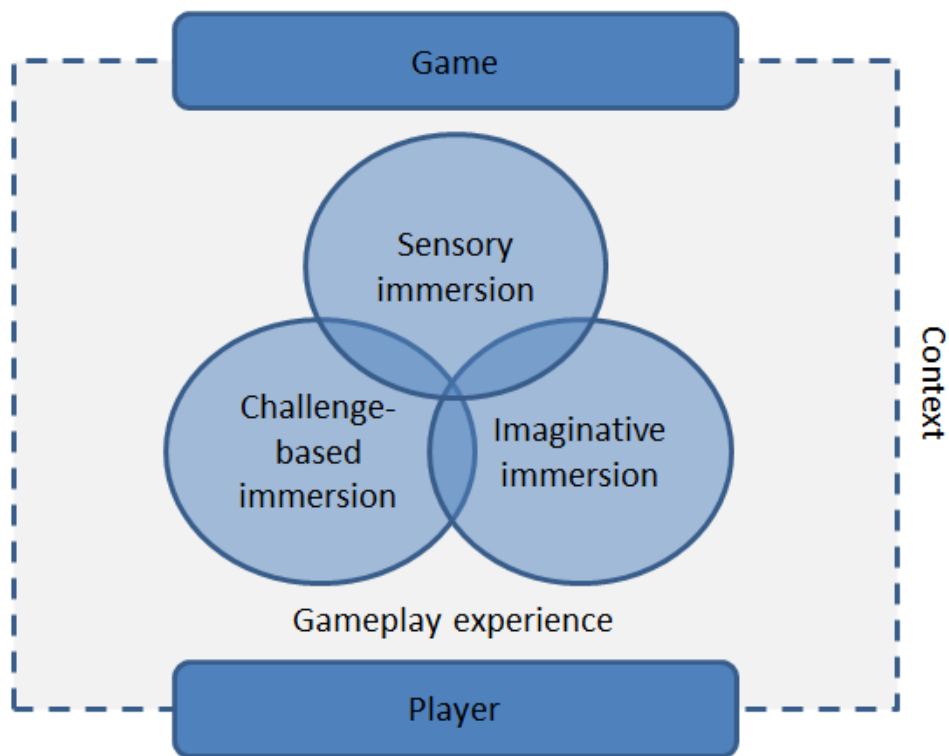 Game
Sensory
immersion
Challenge-
based
immersion
Imaginative
immersion
Context
Gameplay experience
Player